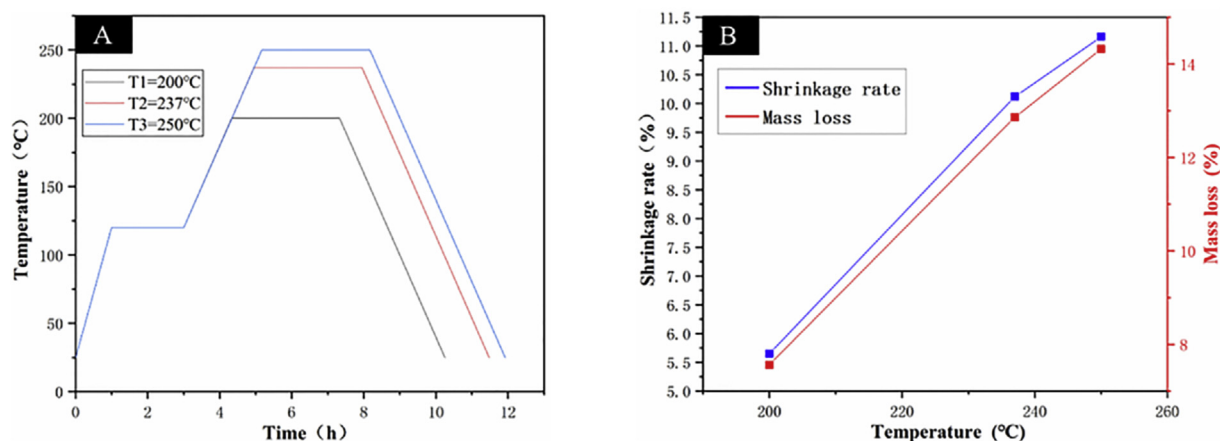 A
T1=200℃
T2=237℃
T3=250℃
Temperature（℃）
250
200
150
100
50
0
0 2 4 6 8 10 12
Time（h）
B
Shrinkage rate
Mass loss
Shrinkage rate（%）
11.5
11.0
10.5
10.0
9.5
9.0
8.5
8.0
7.5
7.0
6.5
6.0
5.5
5.0
200 220 240 260
Temperature (℃)
14
12
10
8
Mass loss (%)